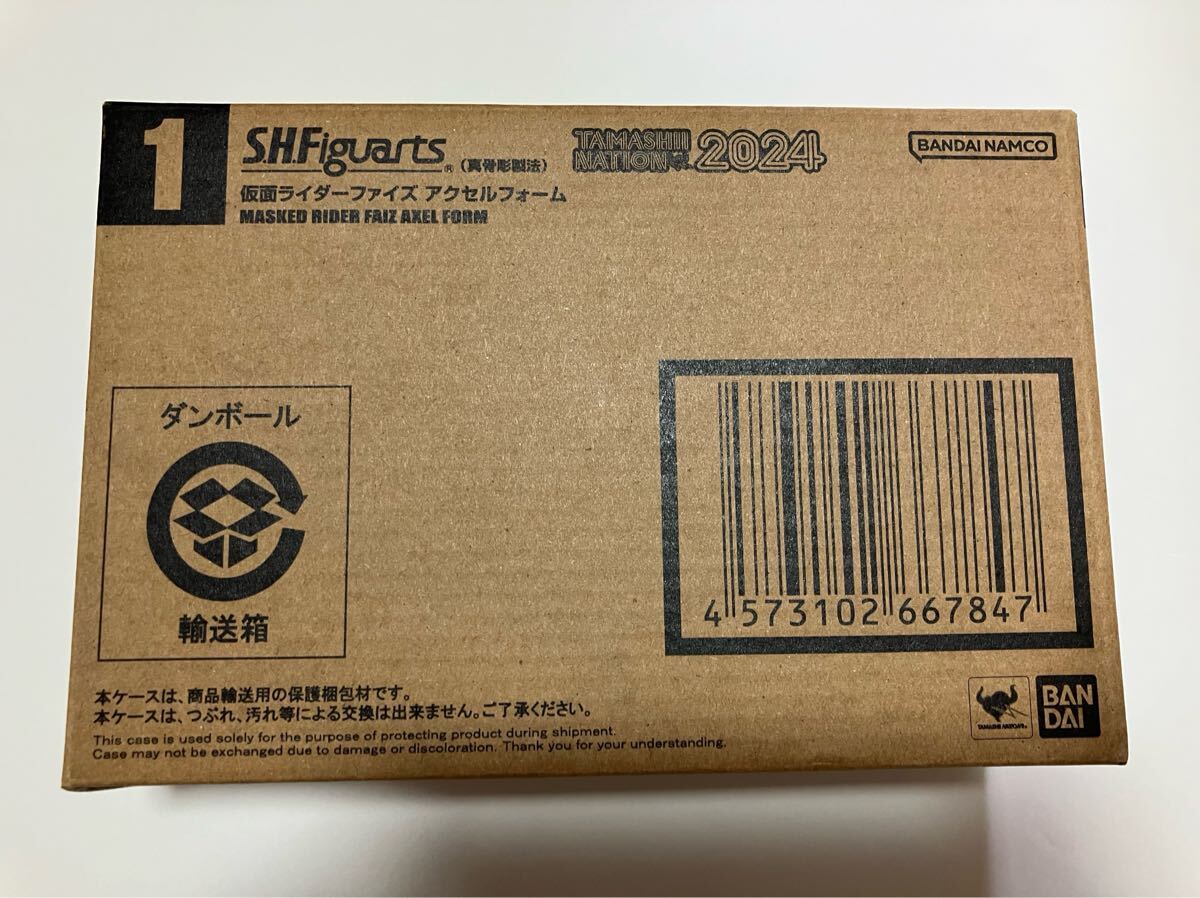 1
S.H.Figuarts® (真骨彫製法)
TAMASHII NATION 2024
BANDAI NAMCO
仮面ライダーファイズ アクセルフォーム
MASKED RIDER FAIZ AXEL FORM
ダンボール
輸送箱
4 573102 667847
本ケースは、商品輸送用の保護梱包材です。
本ケースは、つぶれ、汚れ等による交換は出来ません。ご了承ください。
This case is used solely for the purpose of protecting product during shipment.
Case may not be exchanged due to damage or discoloration. Thank you for your understanding.
BAN
DAI